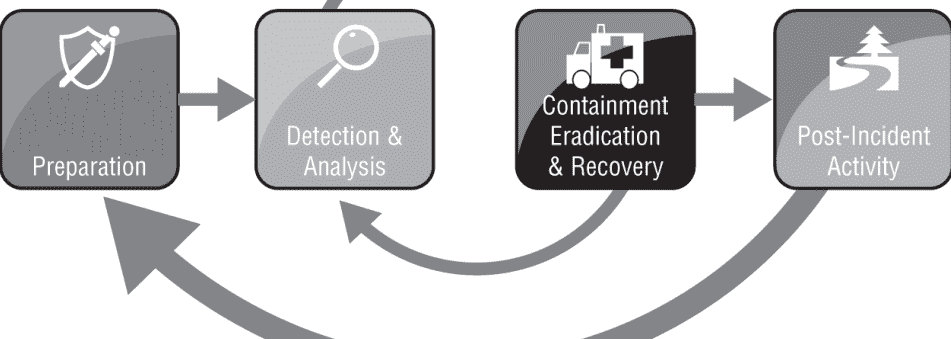 Preparation
Detection &
Analysis
Containment
Eradication
& Recovery
Post-Incident
Activity